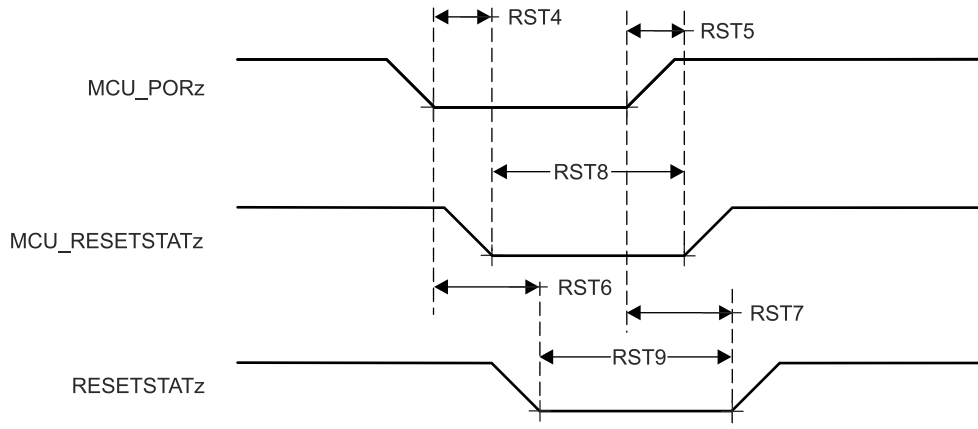 RST4
RST5
MCU_PORz
RST8
MCU_RESETSTATz
RST6
RST7
RST9
RESETSTATz